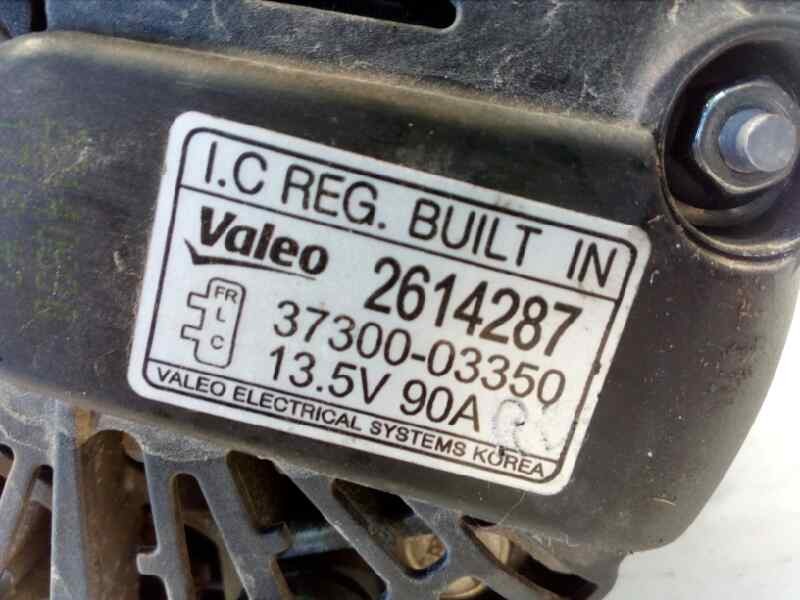 I.C REG. BUILT IN
Valeo 2614287
FR
L
C
37300-03350
13.5V 90A
VALEO ELECTRICAL SYSTEMS KOREA